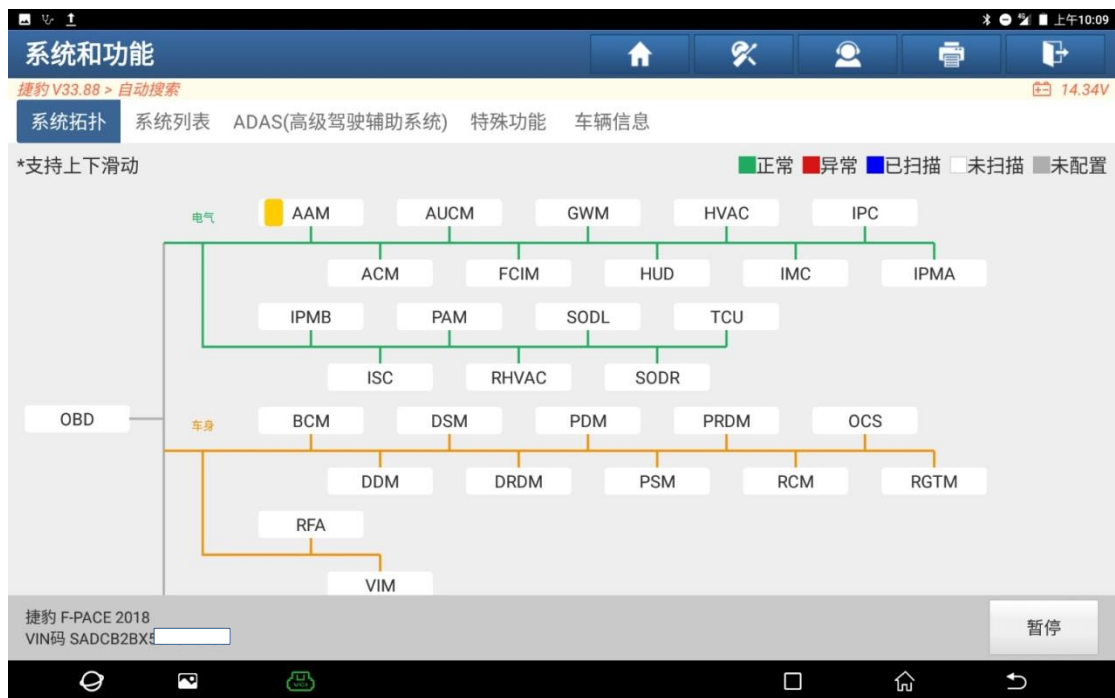 上午10:09
系统和功能
捷豹 V33.88 > 自动搜索
14.34V
系统拓扑 系统列表 ADAS(高级驾驶辅助系统) 特殊功能 车辆信息
*支持上下滑动
正常 异常 已扫描 未扫描 未配置
电气
AAM AUCM GWM HVAC IPC
ACM FCIM HUD IMC IPMA
IPMB PAM SODL TCU
ISC RHVAC SODR
OBD
车身
BCM DSM PDM PRDM OCS
DDM DRDM PSM RCM RGTM
RFA
VIM
捷豹 F-PACE 2018
VIN码 SADCB2BX5
暂停
VCI